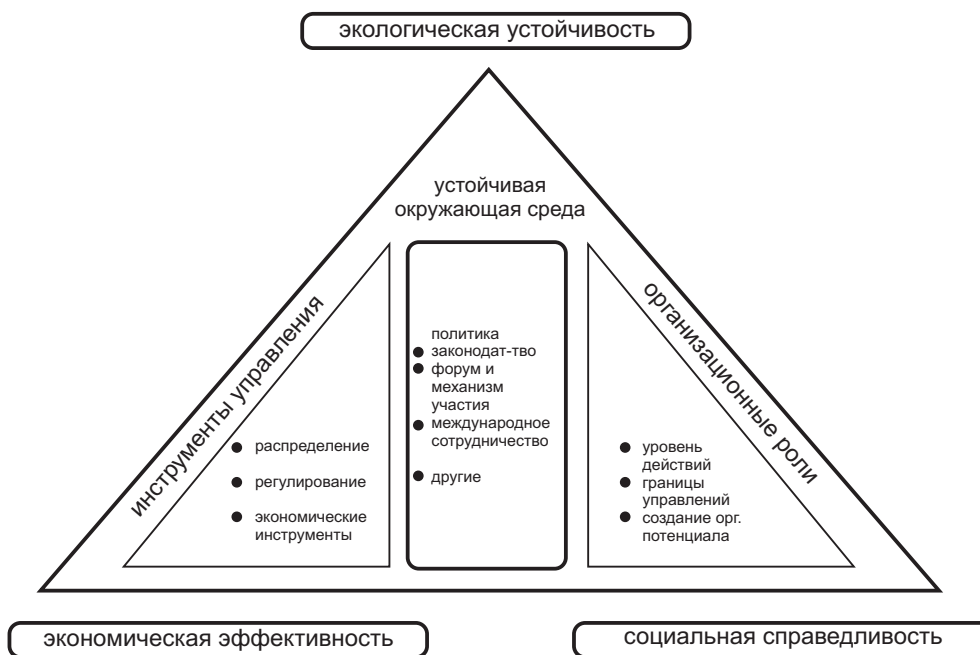 экологическая устойчивость
устойчивая
окружающая среда
инструменты управления
распределение
регулирование
экономические
инструменты
политика
законодат-тво
форум и
механизм
участия
международное
сотрудничество
другие
организационные роли
уровень
действий
границы
управлений
создание орг.
потенциала
экономическая эффективность
социальная справедливость